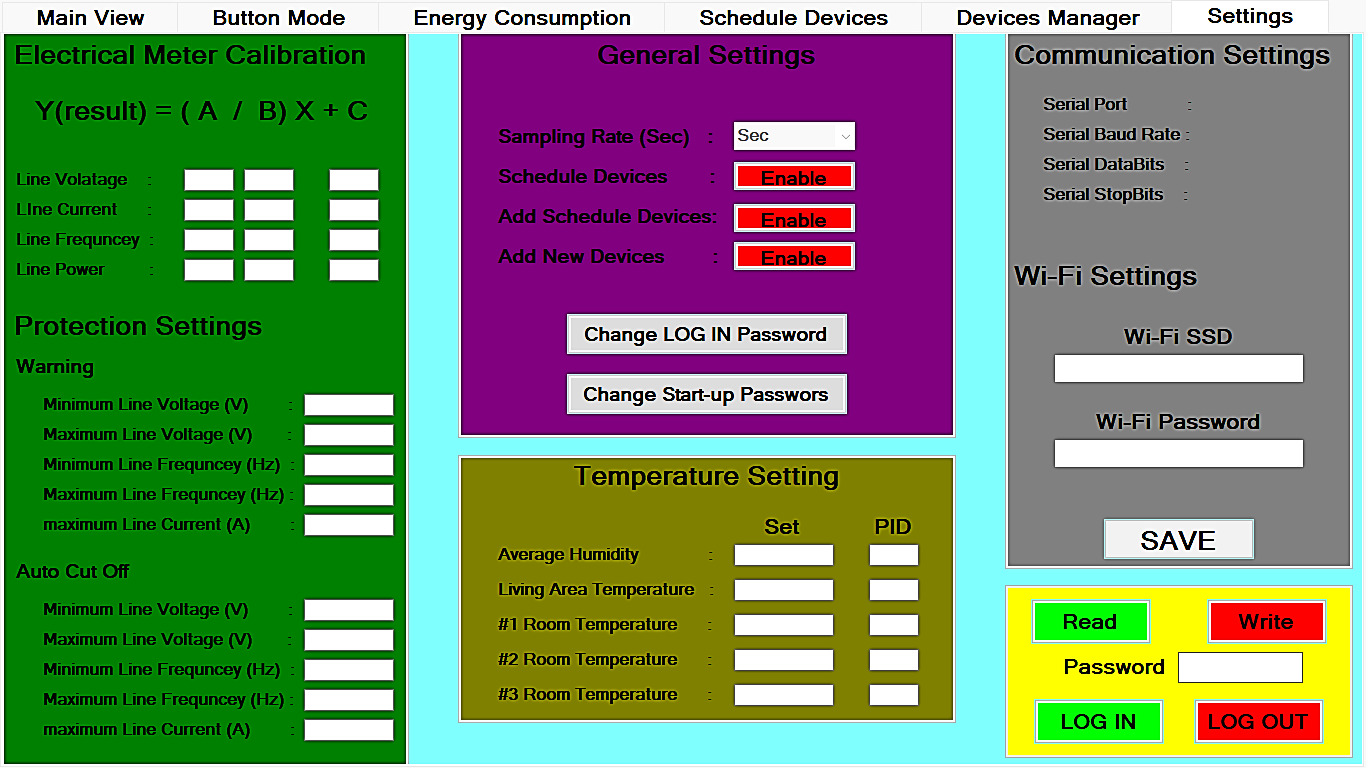 Main View Button Mode Energy Consumption Schedule Devices Devices Manager Settings
Electrical Meter Calibration
Y(result) = ( A / B) X + C
Line Volatage :
LIne Current :
Line Frequncey :
Line Power :
Protection Settings
Warning
Minimum Line Voltage (V) :
Maximum Line Voltage (V) :
Minimum Line Frequncey (Hz) :
Maximum Line Frequncey (Hz) :
maximum Line Current (A) :
Auto Cut Off
Minimum Line Voltage (V) :
Maximum Line Voltage (V) :
Minimum Line Frequncey (Hz) :
Maximum Line Frequncey (Hz) :
maximum Line Current (A) :
General Settings
Sampling Rate (Sec) : Sec
Schedule Devices : Enable
Add Schedule Devices: Enable
Add New Devices : Enable
Change LOG IN Password
Change Start-up Passwors
Temperature Setting
Set PID
Average Humidity :
Living Area Temperature :
#1 Room Temperature :
#2 Room Temperature :
#3 Room Temperature :
Communication Settings
Serial Port :
Serial Baud Rate :
Serial DataBits :
Serial StopBits :
Wi-Fi Settings
Wi-Fi SSD
Wi-Fi Password
SAVE
Read Write
Password
LOG IN LOG OUT